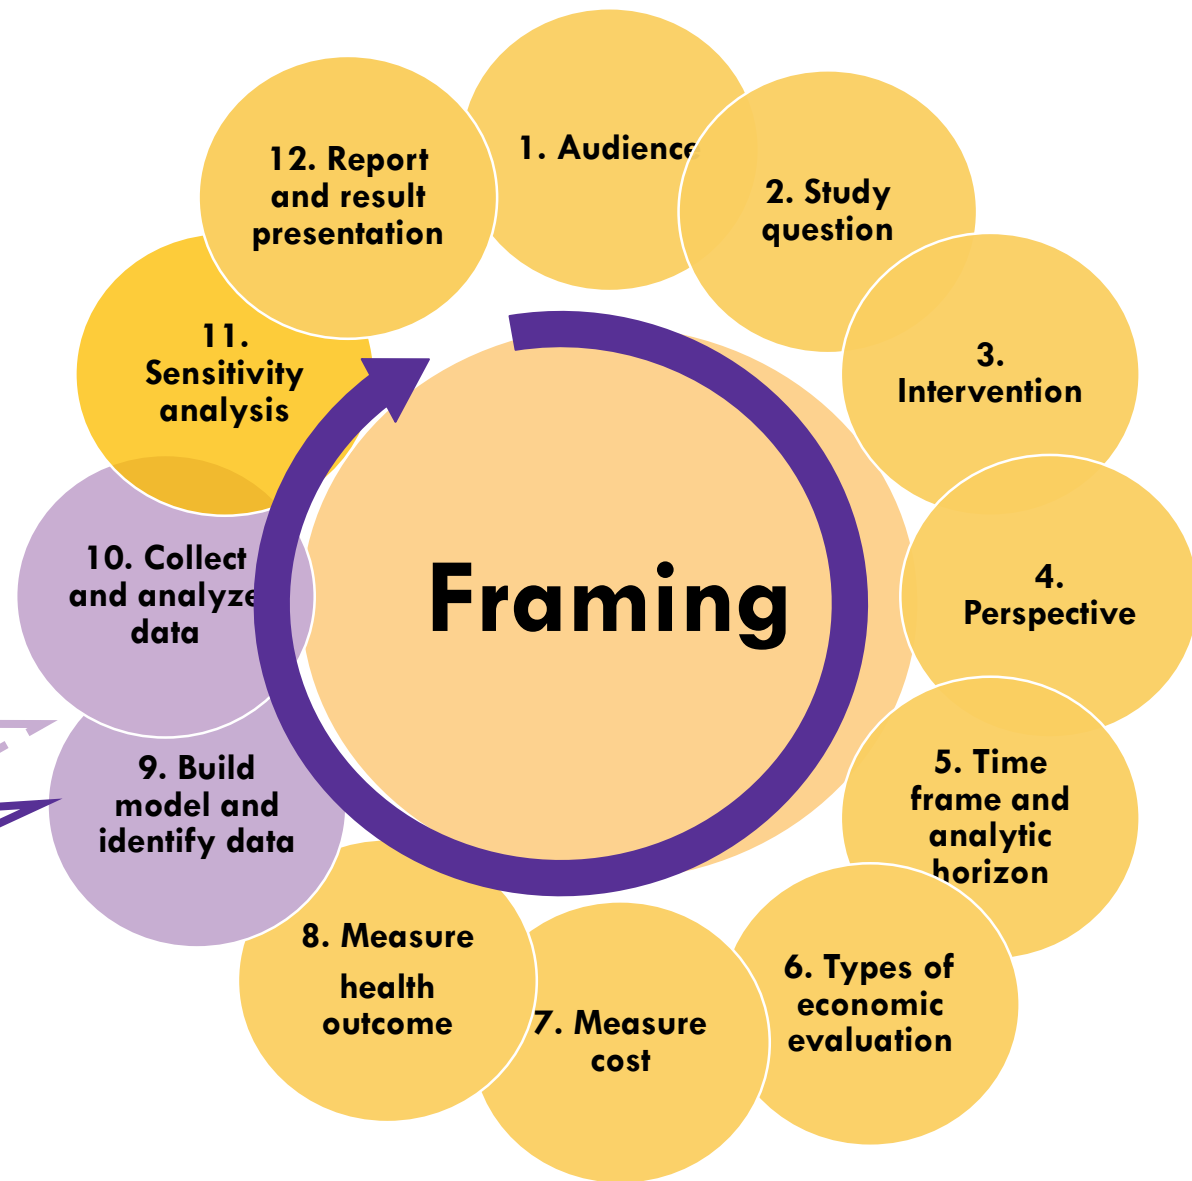 1. Audience
2. Study
question
3.
Intervention
4.
Perspective
5. Time
frame and
analytic
horizon
6. Types of
economic
evaluation
7. Measure
cost
8. Measure
health
outcome
9. Build
model and
identify data
10. Collect
and analyze
data
11.
Sensitivity
analysis
12. Report
and result
presentation
Framing